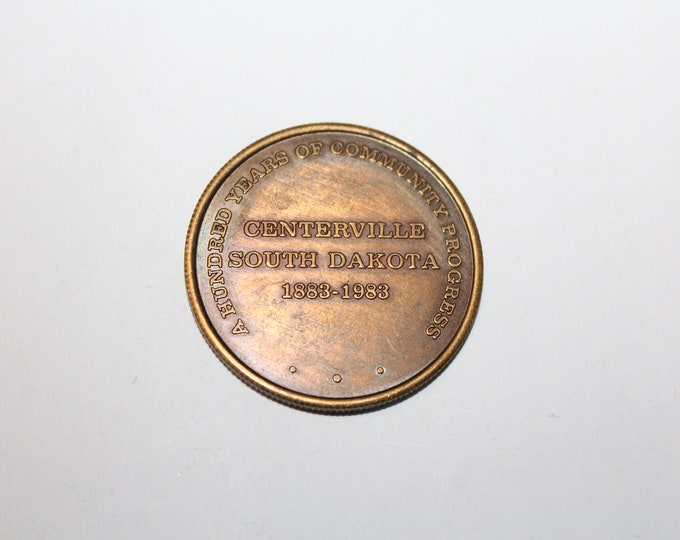 A HUNDRED YEARS OF COMMUNITY PROGRESS
CENTERVILLE
SOUTH DAKOTA
1883-1983